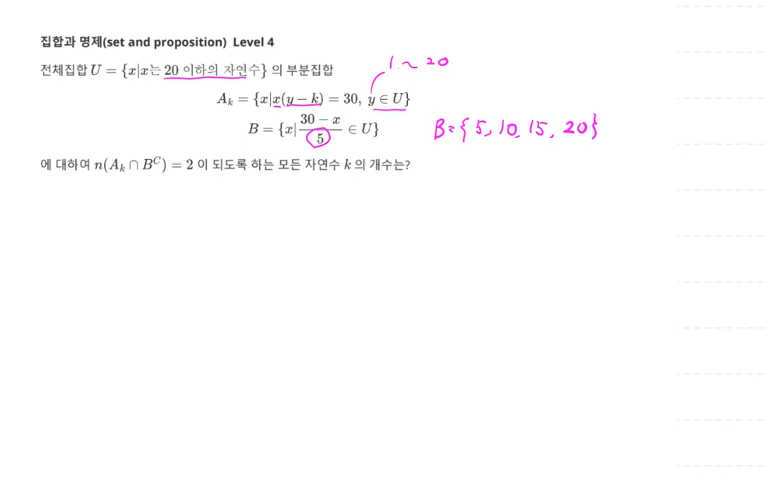 집합과 명제(set and proposition) Level 4
전체집합 U = {x|x는 20 이하의 자연수} 의 부분집합
1 ~ 20
A_k = {x|x(y − k) = 30, y ∈ U}
B = {x|(30 − x)/5 ∈ U}
B = {5, 10, 15, 20}
에 대하여 n(A_k ∩ B^C) = 2 이 되도록 하는 모든 자연수 k 의 개수는?